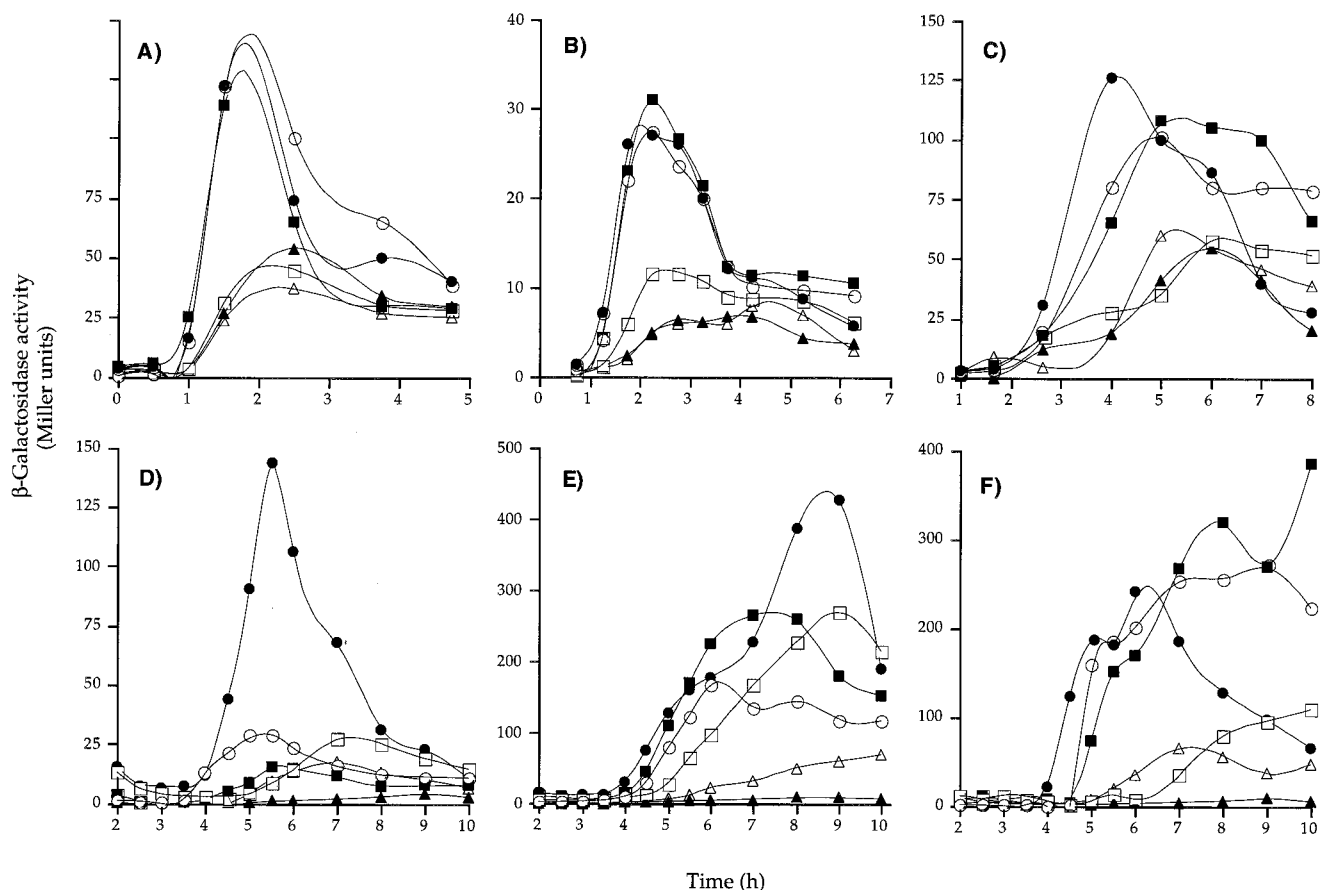 A)
75
50
25
0
0 1 2 3 4 5
B)
40
30
20
10
0
0 1 2 3 4 5 6 7
C)
150
125
100
75
50
25
0
1 2 3 4 5 6 7 8
β-Galactosidase activity
(Miller units)
D)
150
125
100
75
50
25
0
2 3 4 5 6 7 8 9 10
E)
500
400
300
200
100
0
2 3 4 5 6 7 8 9 10
F)
400
300
200
100
0
2 3 4 5 6 7 8 9 10
Time (h)